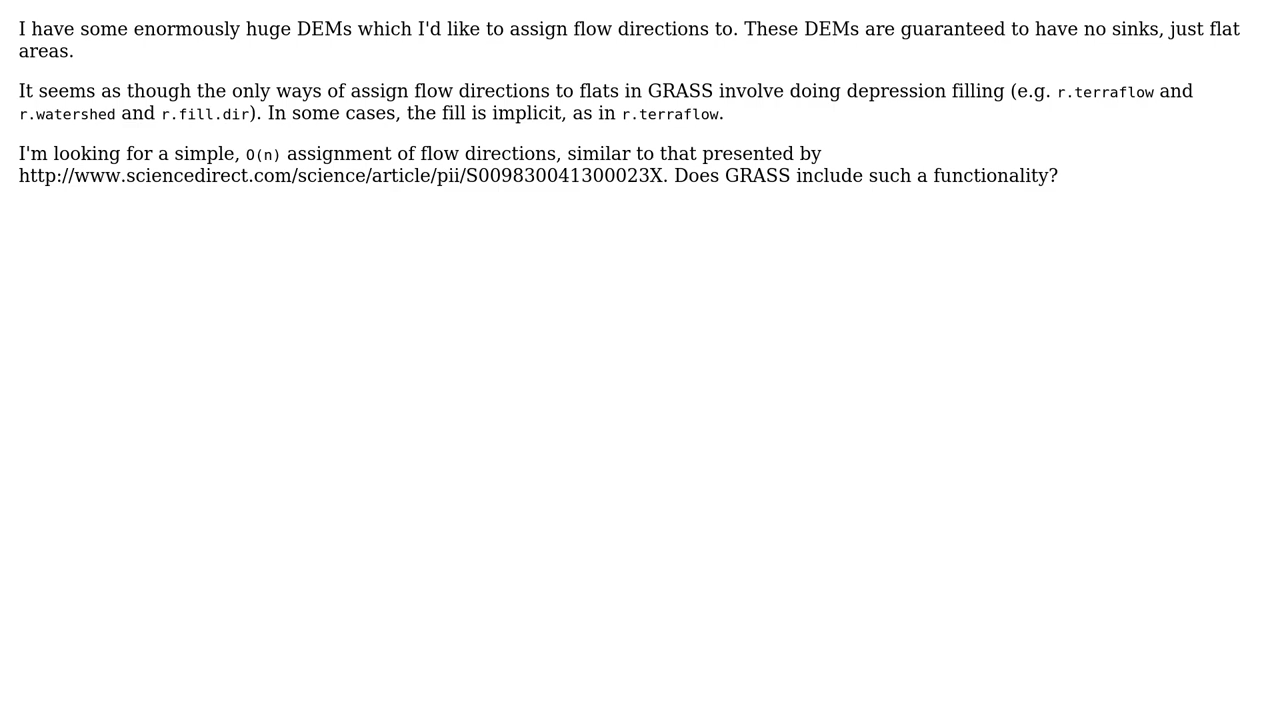 I have some enormously huge DEMs which I'd like to assign flow directions to. These DEMs are guaranteed to have no sinks, just flat
areas.
It seems as though the only ways of assign flow directions to flats in GRASS involve doing depression filling (e.g. r.terraflow and
r.watershed and r.fill.dir). In some cases, the fill is implicit, as in r.terraflow.
I'm looking for a simple, O(n) assignment of flow directions, similar to that presented by
http://www.sciencedirect.com/science/article/pii/S009830041300023X. Does GRASS include such a functionality?